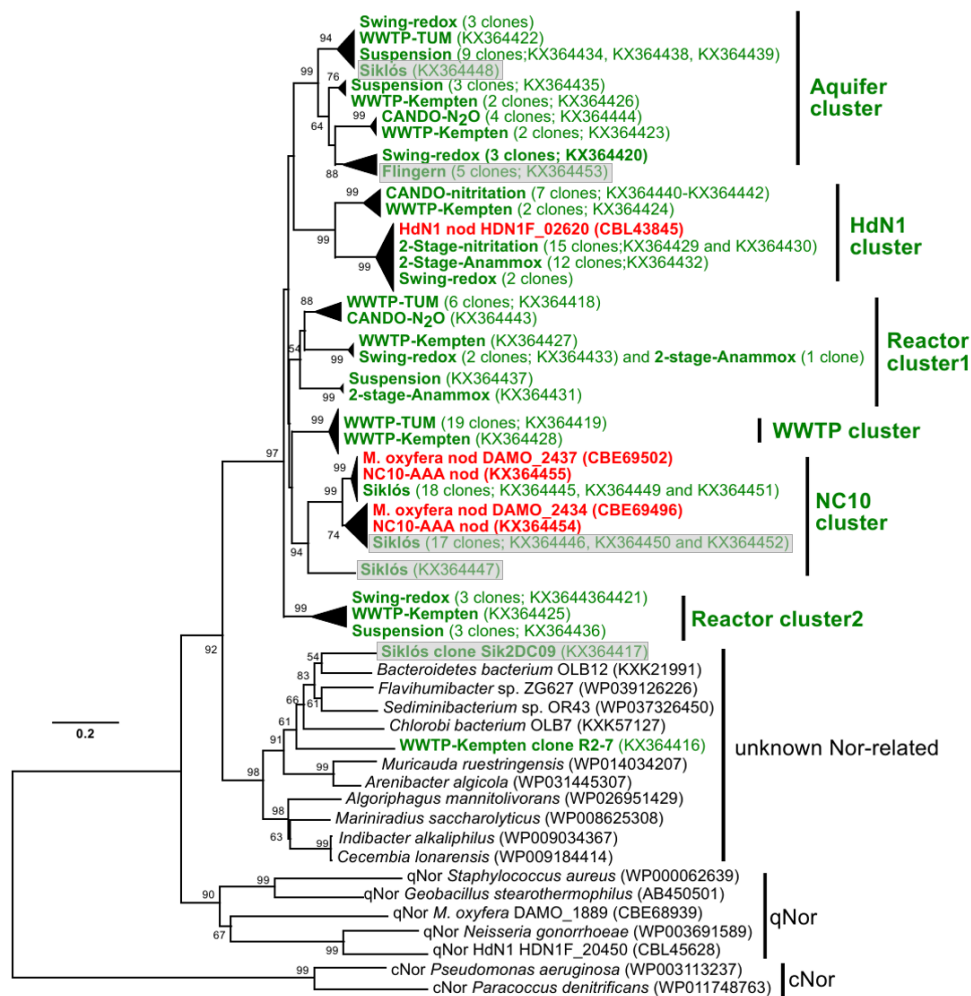 Swing-redox (3 clones)
94
WWTP-TUM (KX364422)
Suspension (9 clones;KX364434, KX364438, KX364439)
99
Siklós (KX364448)
76
Suspension (3 clones; KX364435)
Aquifer
cluster
WWTP-Kempten (2 clones; KX364426)
99
CANDO-N2O (4 clones; KX364444)
64
WWTP-Kempten (2 clones; KX364423)
Swing-redox (3 clones; KX364420)
88
Flingern (5 clones; KX364453)
99
CANDO-nitritation (7 clones; KX364440-KX364442)
WWTP-Kempten (2 clones; KX364424)
HdN1
cluster
99
HdN1 nod HDN1F_02620 (CBL43845)
2-Stage-nitritation (15 clones;KX364429 and KX364430)
2-Stage-Anammox (12 clones;KX364432)
99
Swing-redox (2 clones)
88
WWTP-TUM (6 clones; KX364418)
CANDO-N2O (KX364443)
WWTP-Kempten (KX364427)
Reactor
cluster1
54
99
Swing-redox (2 clones; KX364433) and 2-stage-Anammox (1 clone)
Suspension (KX364437)
99
2-stage-Anammox (KX364431)
99
WWTP-TUM (19 clones; KX364419)
WWTP-Kempten (KX364428)
WWTP cluster
97
M. oxyfera nod DAMO_2437 (CBE69502)
99
NC10-AAA nod (KX364455)
99
Siklós (18 clones; KX364445, KX364449 and KX364451)
NC10
cluster
M. oxyfera nod DAMO_2434 (CBE69496)
NC10-AAA nod (KX364454)
74
Siklós (17 clones; KX364446, KX364450 and KX364452)
94
Siklós (KX364447)
Swing-redox (3 clones; KX3644364421)
99
WWTP-Kempten (KX364425)
Reactor cluster2
Suspension (3 clones; KX364436)
92
Siklós clone Sik2DC09 (KX364417)
54
Bacteroidetes bacterium OLB12 (KXK21991)
83
Flavihumibacter sp. ZG627 (WP039126226)
66
61
Sediminibacterium sp. OR43 (WP037326450)
0.2
61
Chlorobi bacterium OLB7 (KXK57127)
91
WWTP-Kempten clone R2-7 (KX364416)
unknown Nor-related
98
99
Muricauda ruestringensis (WP014034207)
Arenibacter algicola (WP031445307)
Algoriphagus mannitolivorans (WP026951429)
98
Mariniradius saccharolyticus (WP008625308)
63
99
Indibacter alkaliphilus (WP009034367)
Cecembia lonarensis (WP009184414)
99
qNor Staphylococcus aureus (WP000062639)
90
qNor Geobacillus stearothermophilus (AB450501)
qNor M. oxyfera DAMO_1889 (CBE68939)
qNor
67
qNor Neisseria gonorrhoeae (WP003691589)
99
qNor HdN1 HDN1F_20450 (CBL45628)
99
cNor Pseudomonas aeruginosa (WP003113237)
cNor
cNor Paracoccus denitrificans (WP011748763)